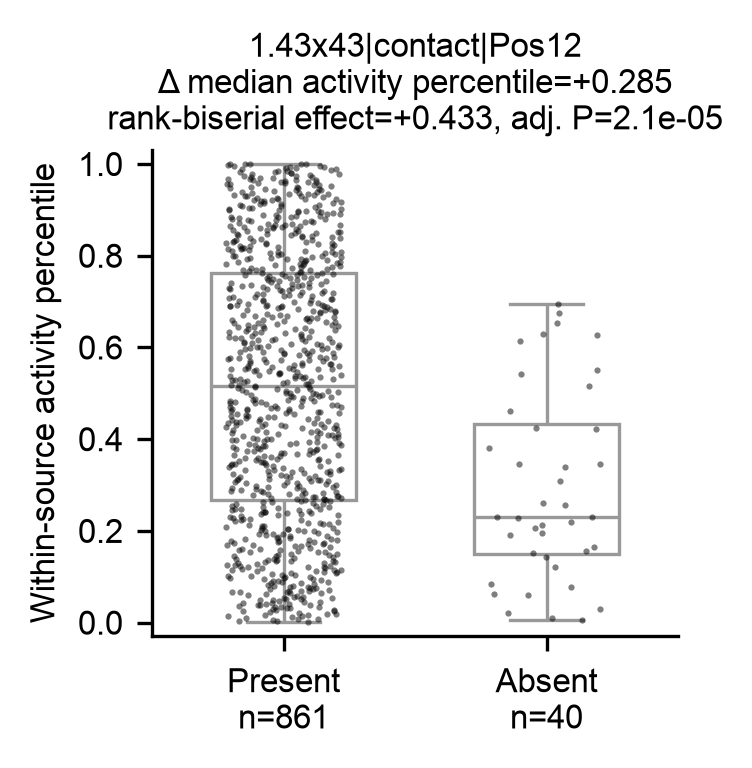 1.43x43|contact|Pos12
Δ median activity percentile=+0.285
rank-biserial effect=+0.433, adj. P=2.1e-05
Within-source activity percentile
1.0
0.8
0.6
0.4
0.2
0.0
Present
n=861
Absent
n=40